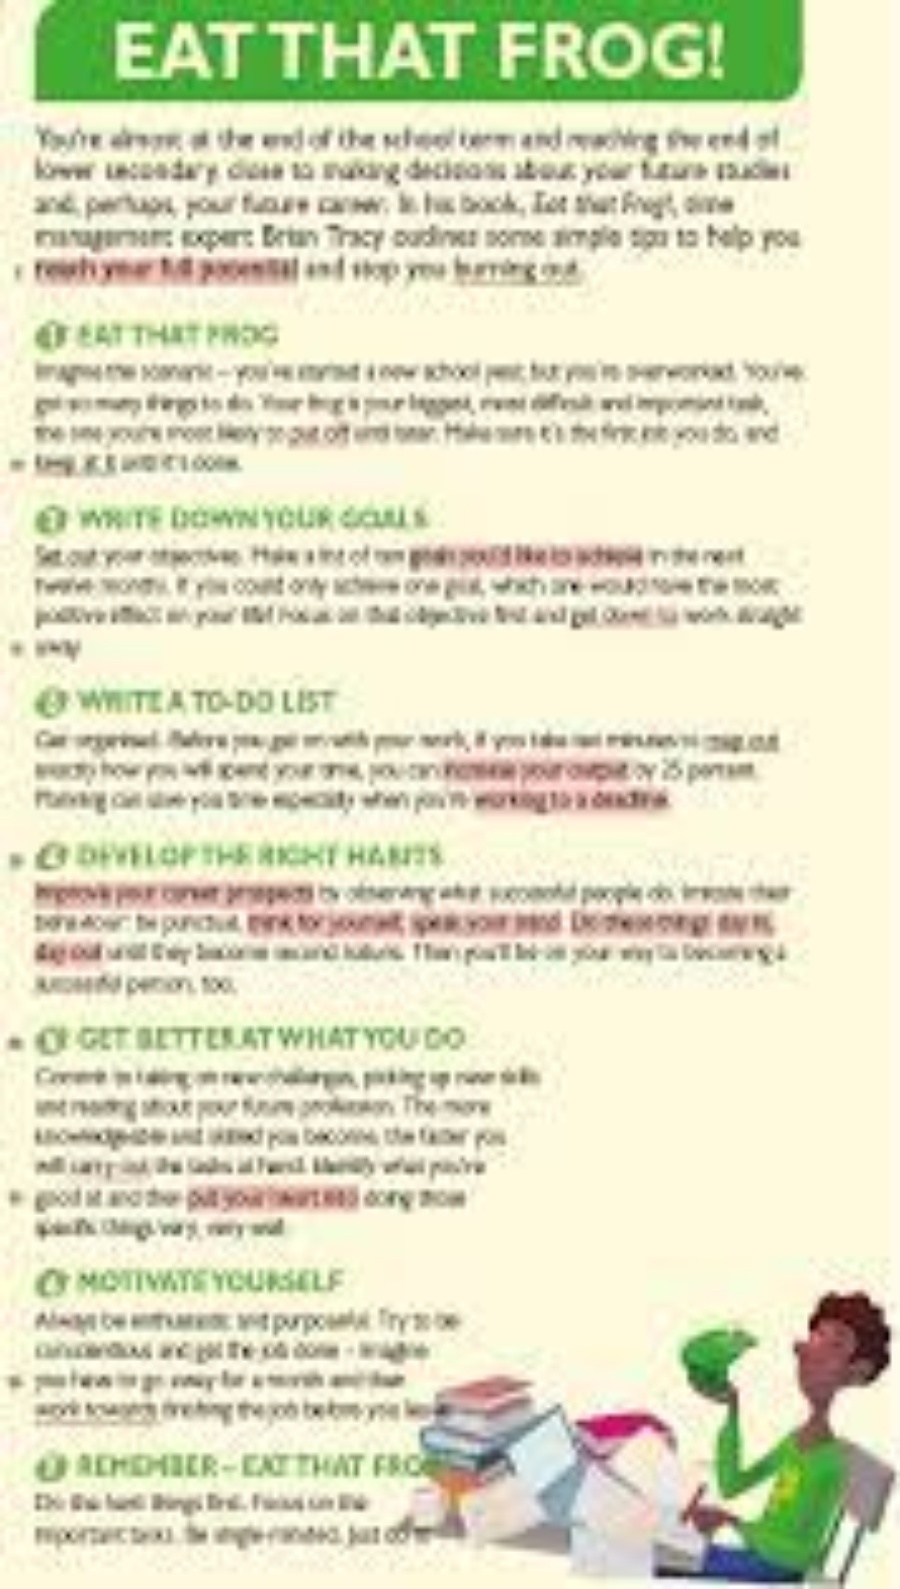 EAT THAT FROG!
You're almost at the end of the school term and reaching the end of
lower secondary, close to making decisions about your future studies
and, perhaps, your future career. In his book, Eat that Frog!, time
management expert Brian Tracy outlines some simple tips to help you
reach your full potential and stop you burning out.
1 EAT THAT FROG
Imagine the scenario – you've started a new school year, but you're overworked. You've
got so many things to do. Your frog is your biggest, most difficult and important task,
the one you're most likely to put off until later. Make sure it's the first job you do, and
10 keep at it until it's done.
2 WRITE DOWN YOUR GOALS
Set out your objectives. Make a list of ten goals you'd like to achieve in the next
twelve months. If you could only achieve one goal, which one would have the most
positive effect on your life? Focus on that objective first and get down to work straight
15 away.
3 WRITE A TO-DO LIST
Get organised. Before you get on with your work, if you take ten minutes to map out
exactly how you will spend your time, you can increase your output by 25 percent.
Planning can save you time especially when you're working to a deadline.
20 4 DEVELOP THE RIGHT HABITS
Improve your career prospects by observing what successful people do. Imitate their
behaviour: be punctual, think for yourself, speak your mind. Do these things day in,
day out until they become second nature. Then you'll be on your way to becoming a
successful person, too.
25 5 GET BETTER AT WHAT YOU DO
Commit to taking on new challenges, picking up new skills
and reading about your future profession. The more
knowledgeable and skilled you become, the faster you
will carry out the tasks at hand. Identify what you're
30 good at and then put your heart into doing those
specific things very, very well.
6 MOTIVATE YOURSELF
Always be enthusiastic and purposeful. Try to be
conscientious and get the job done – imagine
35 you have to go away for a month and then
work towards finishing the job before you leave.
7 REMEMBER – EAT THAT FROG
Do the hard things first. Focus on the
important tasks. Be single-minded. Just do it!